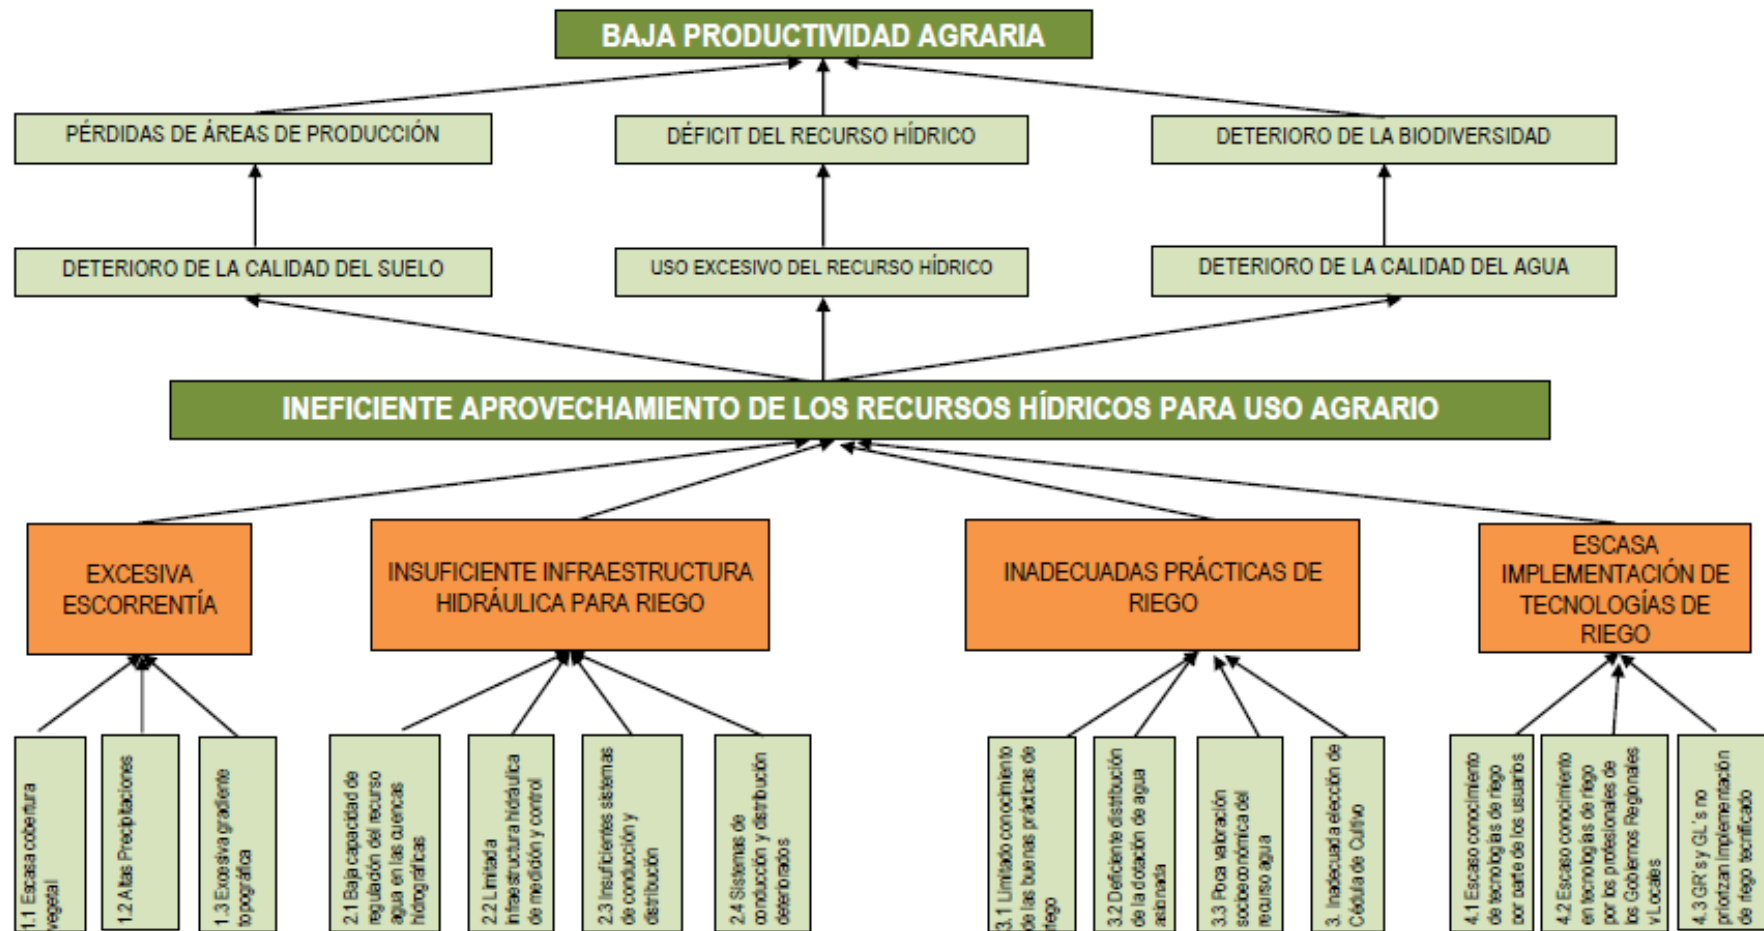 BAJA PRODUCTIVIDAD AGRARIA
PÉRDIDAS DE ÁREAS DE PRODUCCIÓN
DÉFICIT DEL RECURSO HÍDRICO
DETERIORO DE LA BIODIVERSIDAD
DETERIORO DE LA CALIDAD DEL SUELO
USO EXCESIVO DEL RECURSO HÍDRICO
DETERIORO DE LA CALIDAD DEL AGUA
INEFICIENTE APROVECHAMIENTO DE LOS RECURSOS HÍDRICOS PARA USO AGRARIO
EXCESIVA
ESCORRENTÍA
INSUFICIENTE INFRAESTRUCTURA
HIDRÁULICA PARA RIEGO
INADECUADAS PRÁCTICAS DE
RIEGO
ESCASA
IMPLEMENTACIÓN DE
TECNOLOGÍAS DE
RIEGO
1.1 Escasa cobertura
vegetal
1.2 Altas Precipitaciones
1.3 Excesiva gradiente
topográfica
2.1 Baja capacidad de
regulación del recurso
agua en las cuencas
hidrográficas
2.2 Limitada
infraestructura hidráulica
de medición y control
2.3 Insuficientes sistemas
de conducción y
distribución
2.4 Sistemas de
conducción y distribución
deteriorados
3.1 Limitado conocimiento
de las buenas prácticas de
riego
3.2 Deficiente distribución
de la dotación de agua
asignada
3.3 Poca valoración
socioeconómica del
recurso agua
3. Inadecuada elección de
Cédula de Cultivo
4.1 Escaso conocimiento
de tecnologías de riego
por parte de los usuarios
4.2 Escaso conocimiento
en tecnologías de riego
por los profesionales de
los Gobiernos Regionales
y Locales
4.3 GR's y GL's no
priorizan implementación
de riego tecnificado